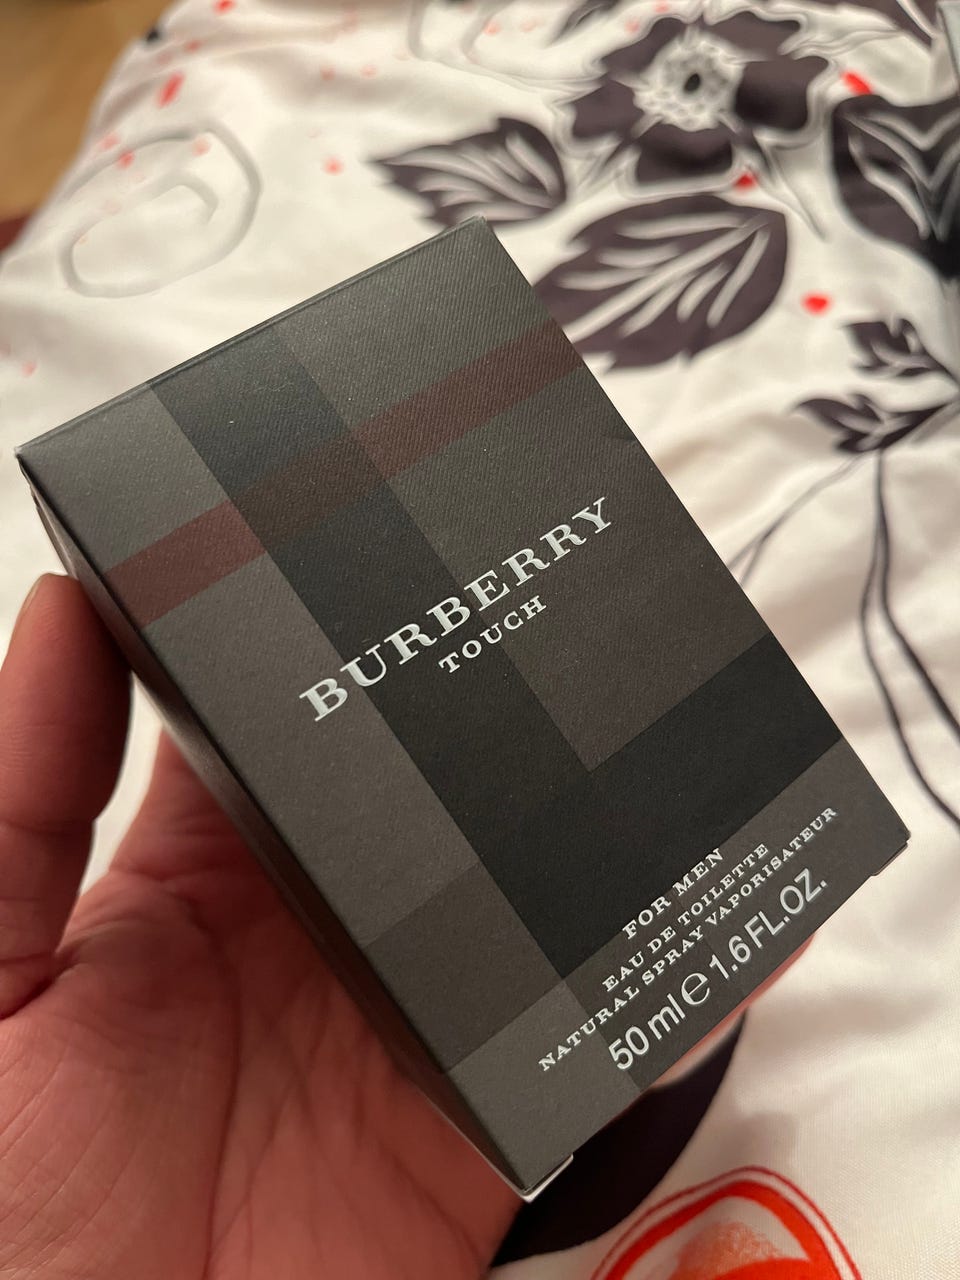 BURBERRY
TOUCH
FOR MEN
EAU DE TOILETTE
NATURAL SPRAY VAPORISATEUR
50 ml ℮ 1.6 FL.OZ.